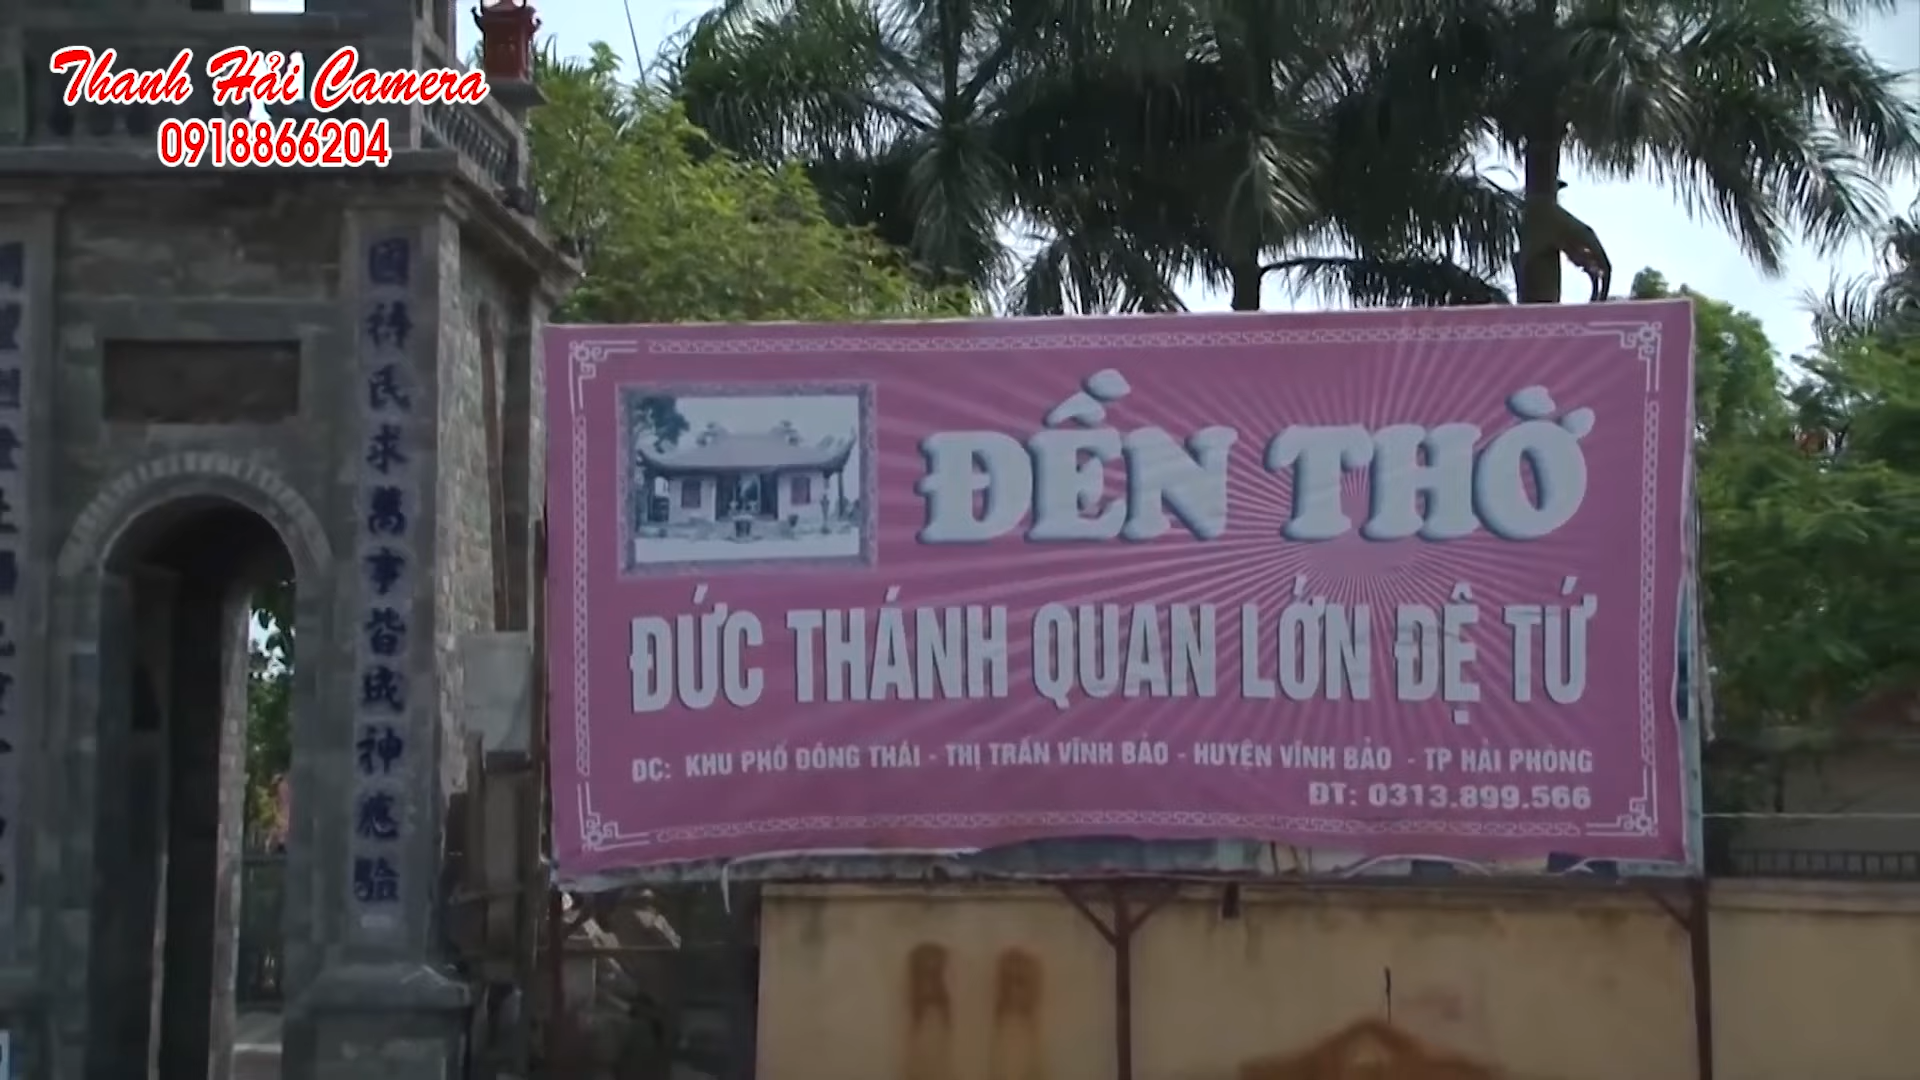 Thanh Hải Camera
0918866204
ĐỀN THỜ
ĐỨC THÁNH QUAN LỚN ĐỆ TỨ
ĐC: KHU PHỐ ĐÔNG THÁI - THỊ TRẤN VĨNH BẢO - HUYỆN VĨNH BẢO - TP HẢI PHÒNG
ĐT: 0313.899.566
國祷民求萬事皆成神應驗